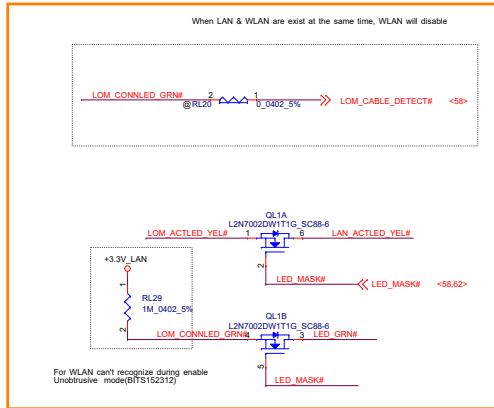 When LAN & WLAN are exist at the same time, WLAN will disable
LOM_CONNLED_GRN# 2 1 LOM_CABLE_DETECT# <58>
@RL20 0_0402_5%
QL1A
L2N7002DW1T1G_SC88-6
LOM_ACTLED_YEL# 1 6 LAN_ACTLED_YEL#
+3.3V_LAN
2
LED_MASK# LED_MASK# <58,62>
1
RL29
1M_0402_5%
QL1B
L2N7002DW1T1G_SC88-6
2
LOM_CONNLED_GRN# 4 3 LED_GRN#
5
For WLAN can't recognize during enable
Unobtrusive mode(BITS152312)
LED_MASK#